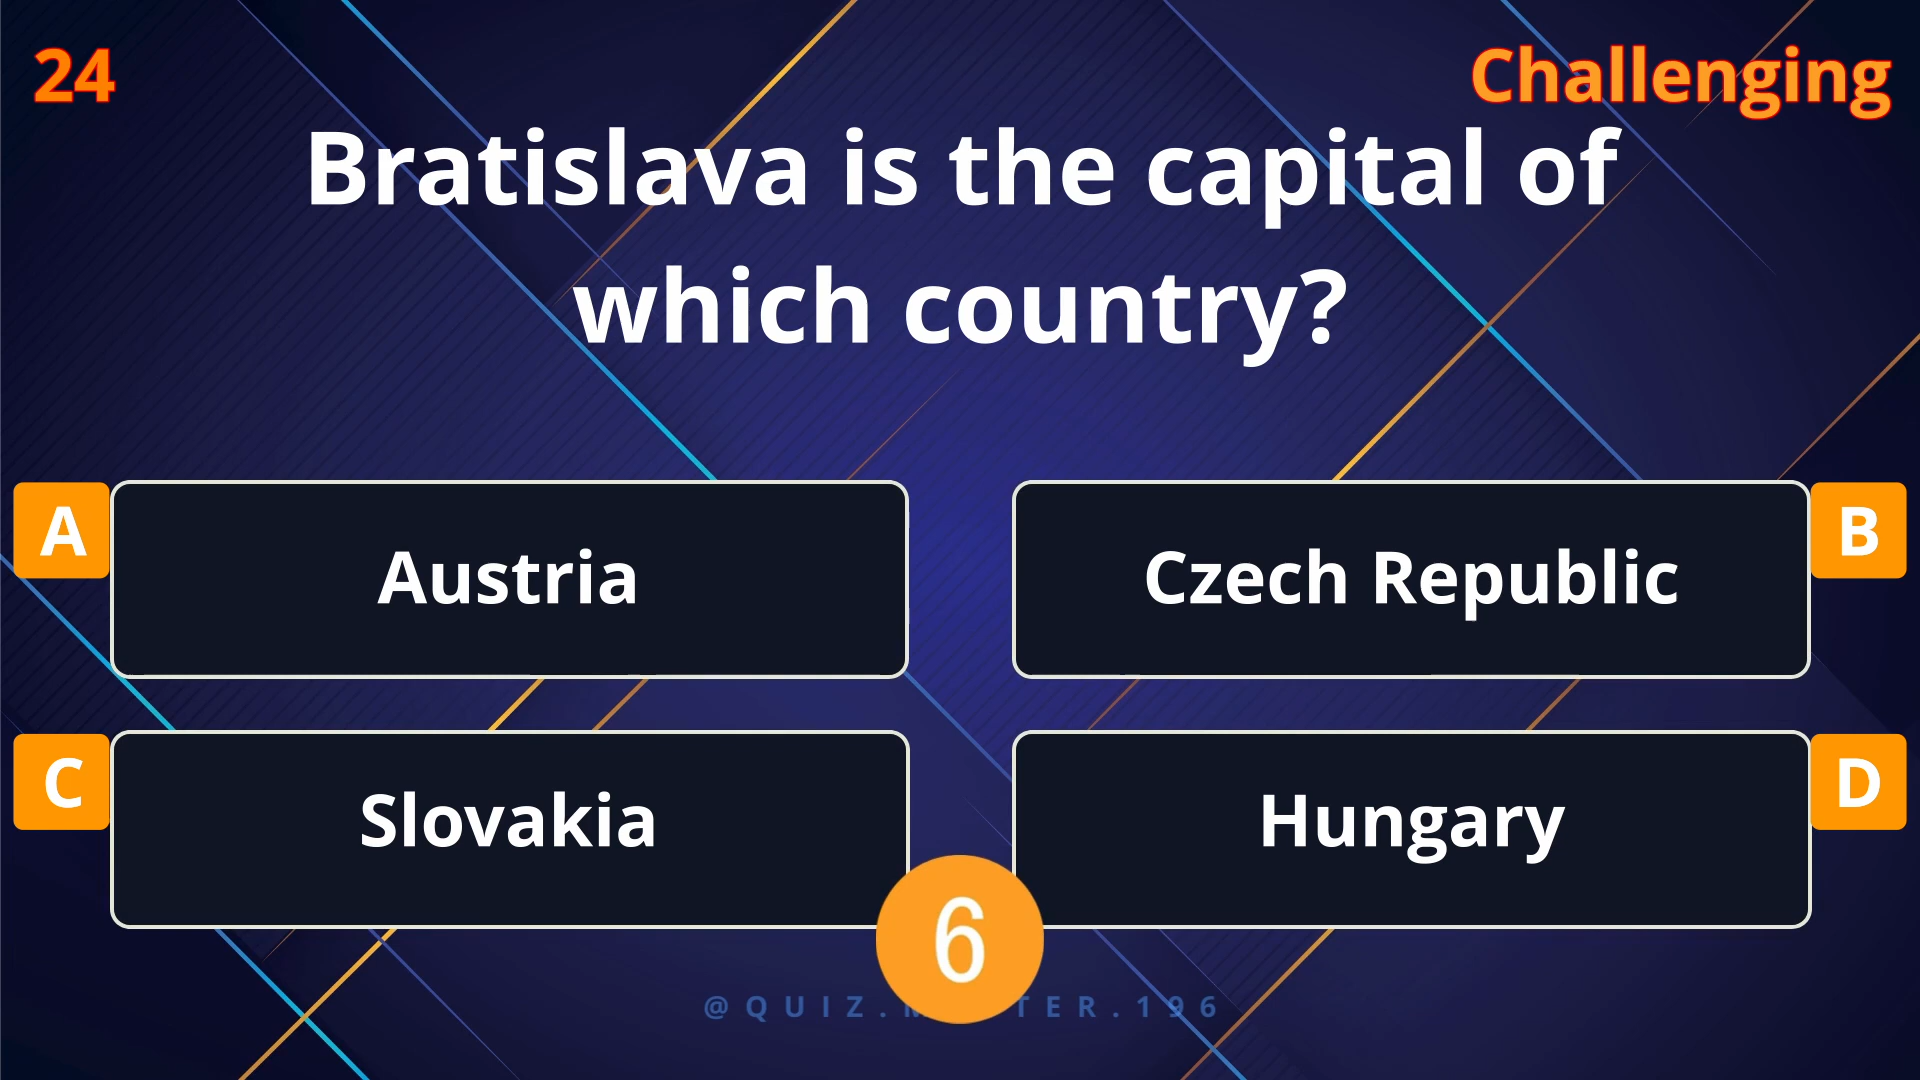 24
Challenging
Bratislava is the capital of
which country?
A
Austria
Czech Republic
B
C
Slovakia
Hungary
D
6